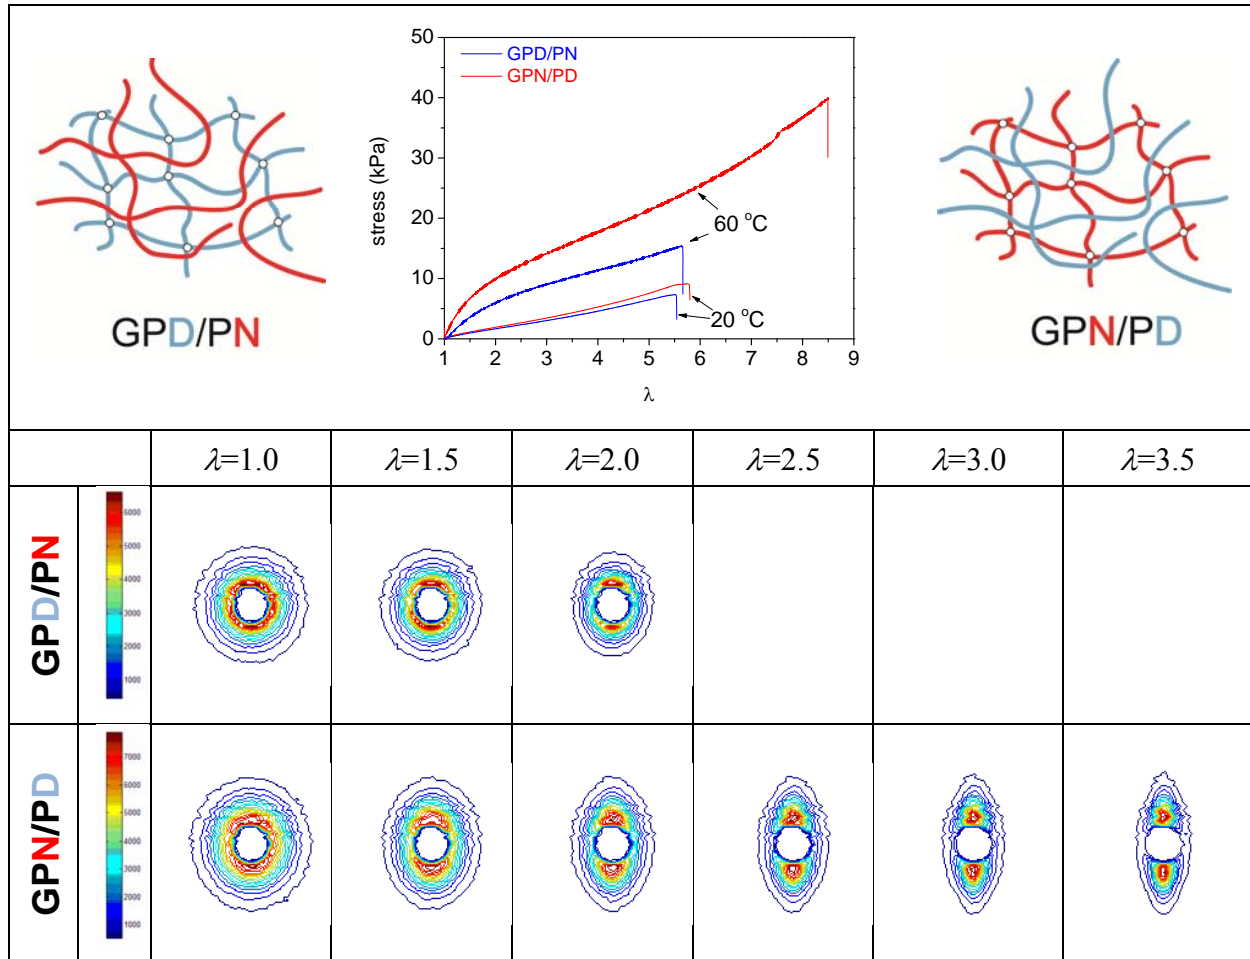 50
40
30
20
10
0
stress (kPa)
GPD/PN
GPN/PD
60 °C
20 °C
1 2 3 4 5 6 7 8 9
λ
GPD/PN
GPN/PD
λ=1.0 λ=1.5 λ=2.0 λ=2.5 λ=3.0 λ=3.5
GPD/PN
6000
5000
4000
3000
2000
1000
GPN/PD
7000
6000
5000
4000
3000
2000
1000